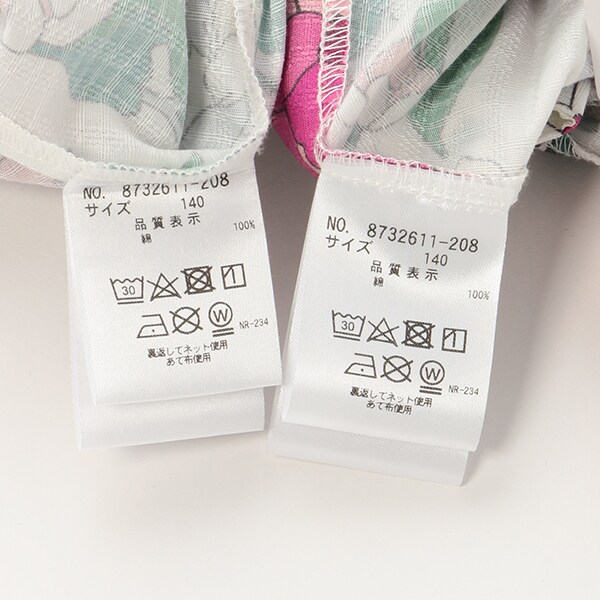 NO. 8732611-208
サイズ 140
品質表示
綿 100%
30
W NR-234
裏返してネット使用
あて布使用
NO. 8732611-208
サイズ 140
品質表示
綿 100%
30
W NR-234
裏返してネット使用
あて布使用